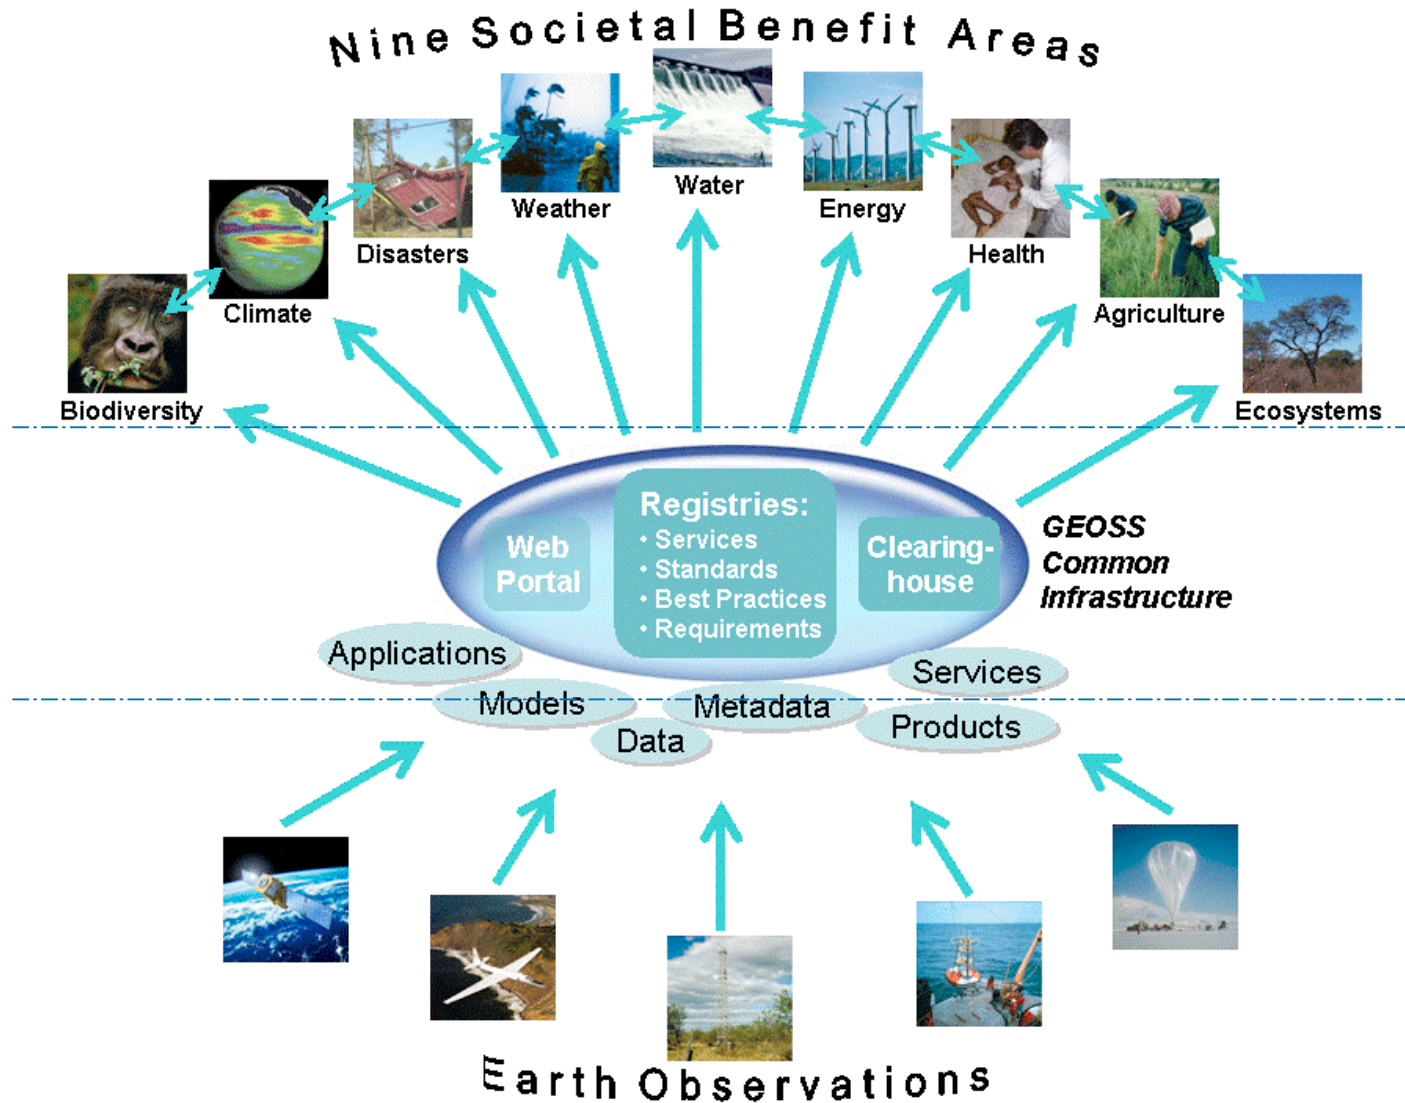 Nine Societal Benefit Areas
Water
Weather
Energy
Disasters
Health
Climate
Agriculture
Biodiversity
Ecosystems
Registries:
• Services
• Standards
• Best Practices
• Requirements
Web
Portal
Clearing-
house
GEOSS
Common
Infrastructure
Applications
Services
Models
Metadata
Products
Data
Earth Observations